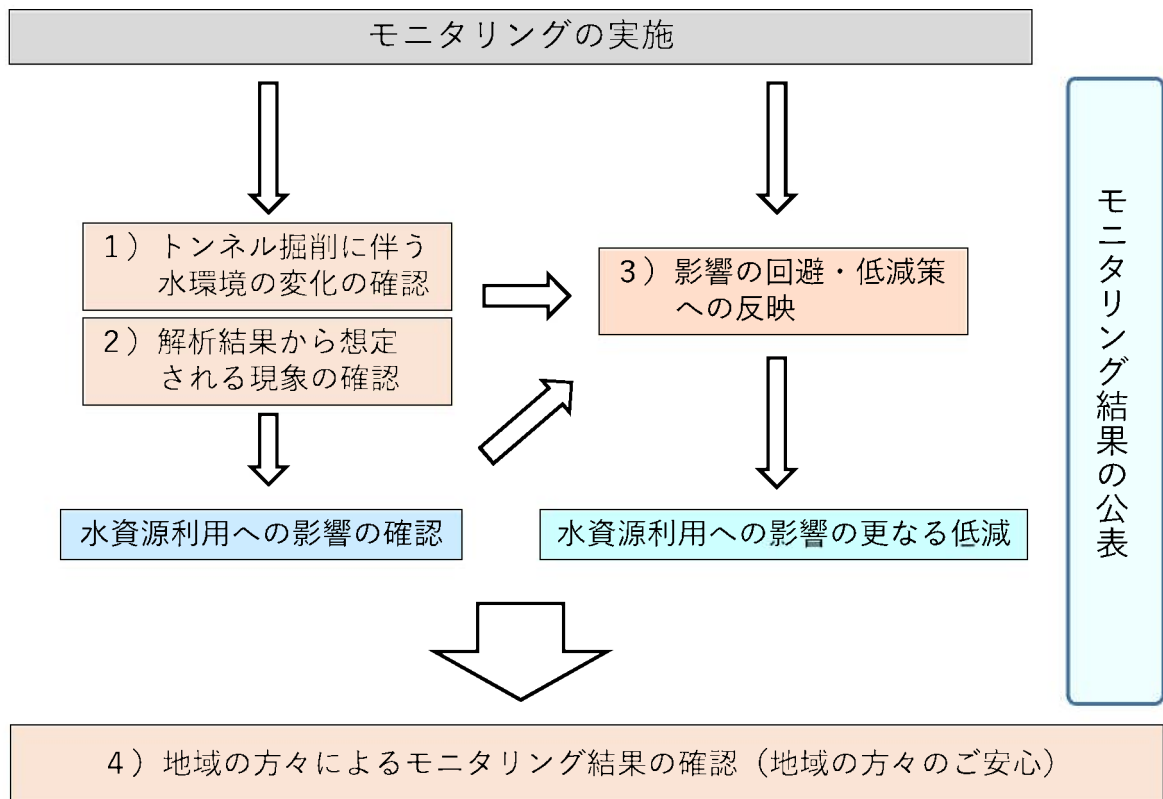 モニタリングの実施
1）トンネル掘削に伴う
水環境の変化の確認
2）解析結果から想定
される現象の確認
3）影響の回避・低減策
への反映
水資源利用への影響の確認
水資源利用への影響の更なる低減
モニタリング結果の公表
4）地域の方々によるモニタリング結果の確認（地域の方々のご安心）